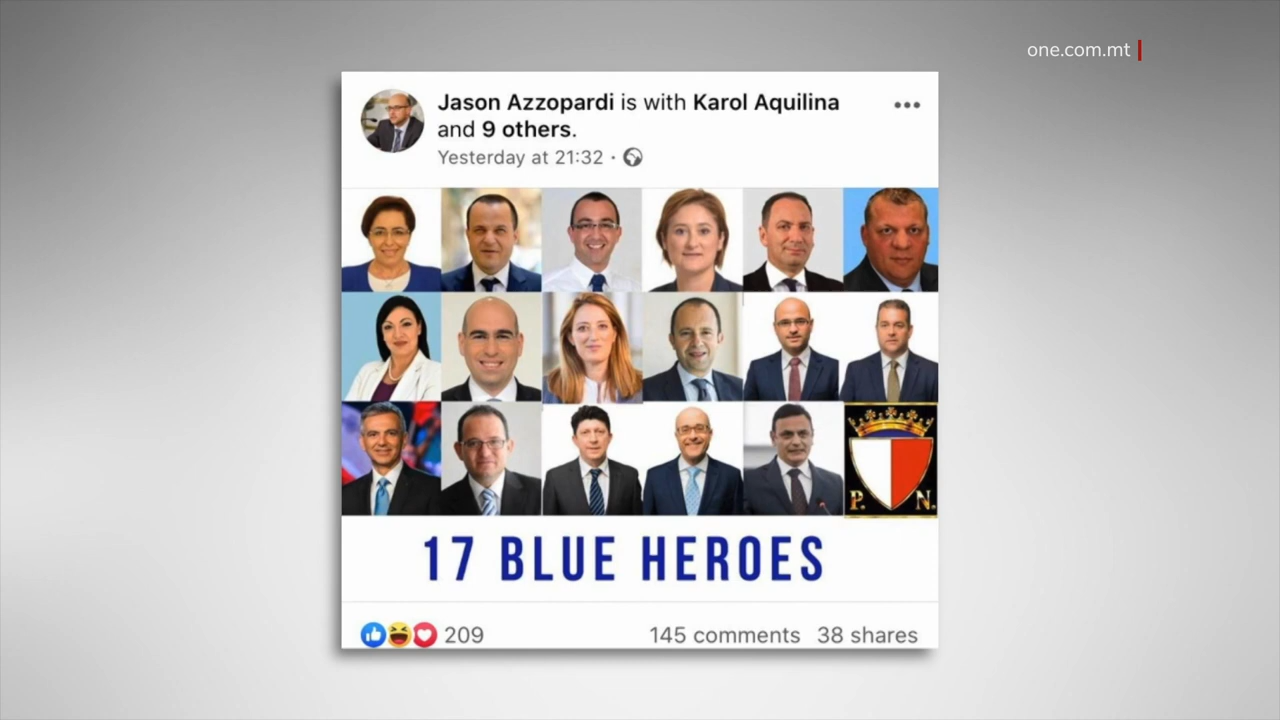 one.com.mt
Jason Azzopardi is with Karol Aquilina
and 9 others.
Yesterday at 21:32 ·
P. N.
17 BLUE HEROES
209
145 comments 38 shares